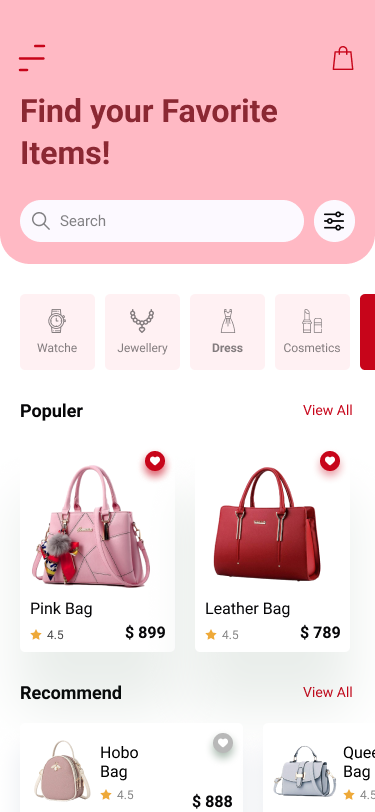 Find your Favorite
Items!
Search
Watche
Jewellery
Dress
Cosmetics
Populer
View All
Pink Bag
4.5
$ 899
Leather Bag
4.5
$ 789
Recommend
View All
Hobo
Bag
4.5
$ 888
Quee
Bag
4.5